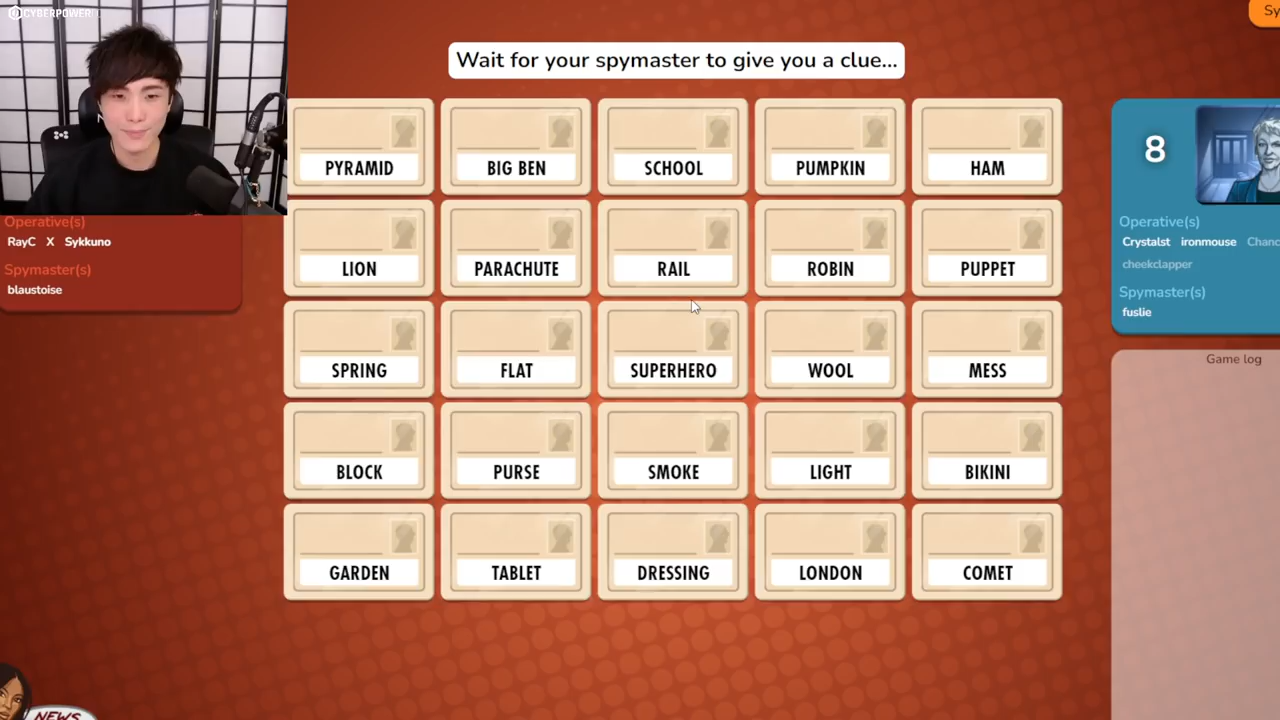 CYBERPOWER
Sy
Wait for your spymaster to give you a clue...
8
PYRAMID
BIG BEN
SCHOOL
PUMPKIN
HAM
Operative(s)
RayC X Sykkuno
Spymaster(s)
blaustoise
LION
PARACHUTE
RAIL
ROBIN
PUPPET
Operative(s)
Crystalst ironmouse Chanc
cheekclapper
Spymaster(s)
fuslie
SPRING
FLAT
SUPERHERO
WOOL
MESS
Game log
BLOCK
PURSE
SMOKE
LIGHT
BIKINI
GARDEN
TABLET
DRESSING
LONDON
COMET
NEWS